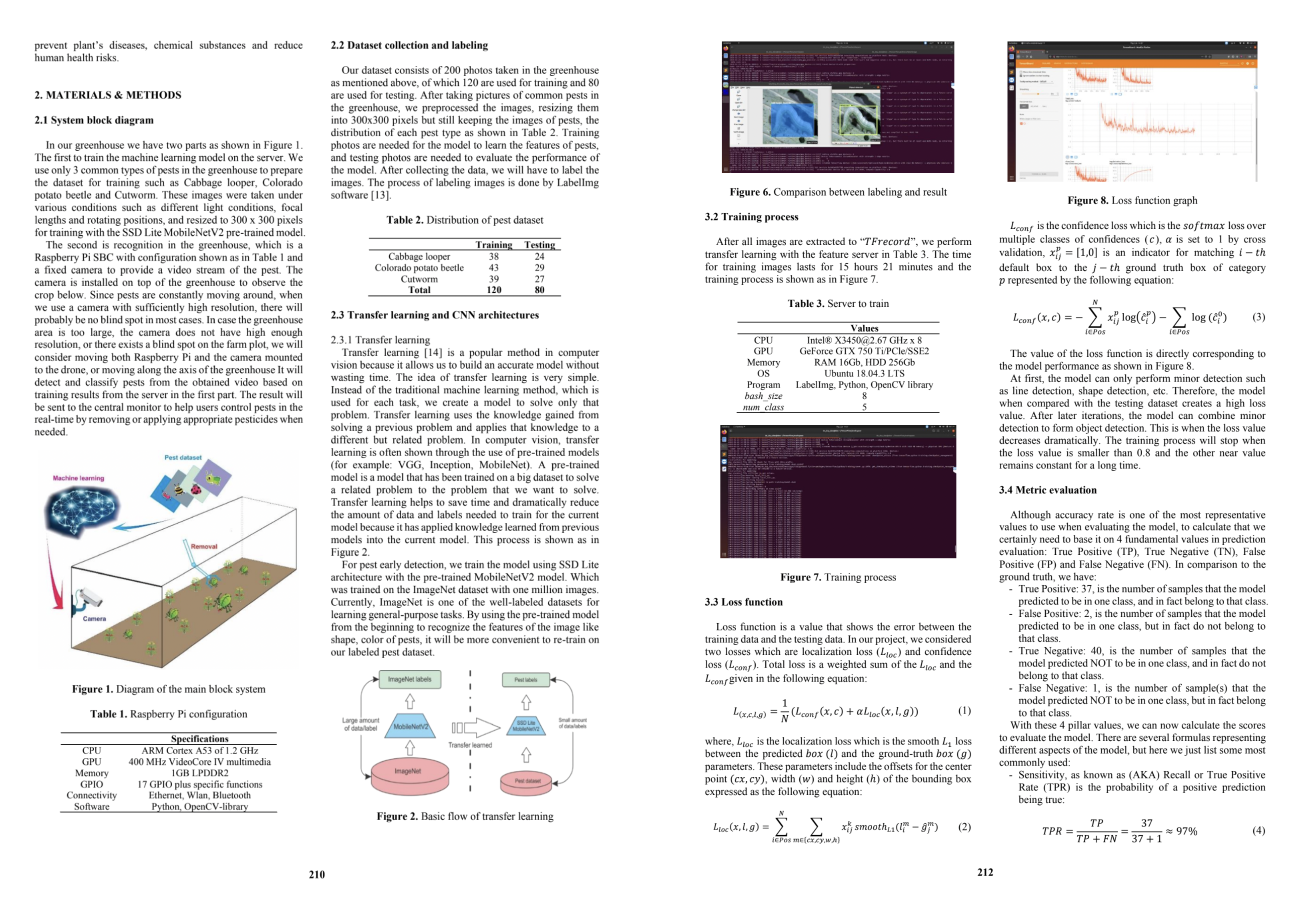 prevent plant's diseases, chemical substances and reduce
human health risks.
2. MATERIALS & METHODS
2.1 System block diagram
In our greenhouse we have two parts as shown in Figure 1.
The first to train the machine learning model on the server. We
use only 3 common types of pests in the greenhouse to prepare
the dataset for training such as Cabbage looper, Colorado
potato beetle and Cutworm. These images were taken under
various conditions such as different light conditions, focal
lengths and rotating positions, and resized to 300 x 300 pixels
for training with the SSD Lite MobileNetV2 pre-trained model.
The second is recognition in the greenhouse, which is a
Raspberry Pi SBC with configuration shown as in Table 1 and
a fixed camera to provide a video stream of the pest. The
camera is installed on top of the greenhouse to observe the
crop below. Since pests are constantly moving around, when
we use a camera with sufficiently high resolution, there will
probably be no blind spot in most cases. In case the greenhouse
area is too large, the camera does not have high enough
resolution, or there exists a blind spot on the farm plot, we will
consider moving both Raspberry Pi and the camera mounted
to the drone, or moving along the axis of the greenhouse It will
detect and classify pests from the obtained video based on
training results from the server in the first part. The result will
be sent to the central monitor to help users control pests in the
real-time by removing or applying appropriate pesticides when
needed.
Pest dataset
Machine learning
Removal
Camera
Figure 1. Diagram of the main block system
Table 1. Raspberry Pi configuration
Specifications
CPU ARM Cortex A53 of 1.2 GHz
GPU 400 MHz VideoCore IV multimedia
Memory 1GB LPDDR2
GPIO 17 GPIO plus specific functions
Connectivity Ethernet, Wlan, Bluetooth
Software Python, OpenCV-library
2.2 Dataset collection and labeling
Our dataset consists of 200 photos taken in the greenhouse
as mentioned above, of which 120 are used for training and 80
are used for testing. After taking pictures of common pests in
the greenhouse, we preprocessed the images, resizing them
into 300x300 pixels but still keeping the images of pests, the
distribution of each pest type as shown in Table 2. Training
photos are needed for the model to learn the features of pests,
and testing photos are needed to evaluate the performance of
the model. After collecting the data, we will have to label the
images. The process of labeling images is done by LabelImg
software [13].
Table 2. Distribution of pest dataset
Training Testing
Cabbage looper 38 24
Colorado potato beetle 43 29
Cutworm 39 27
Total 120 80
2.3 Transfer learning and CNN architectures
2.3.1 Transfer learning
Transfer learning [14] is a popular method in computer
vision because it allows us to build an accurate model without
wasting time. The idea of transfer learning is very simple.
Instead of the traditional machine learning method, which is
used for each task, we create a model to solve only that
problem. Transfer learning uses the knowledge gained from
solving a previous problem and applies that knowledge to a
different but related problem. In computer vision, transfer
learning is often shown through the use of pre-trained models
(for example: VGG, Inception, MobileNet). A pre-trained
model is a model that has been trained on a big dataset to solve
a related problem to the problem that we want to solve.
Transfer learning helps to save time and dramatically reduce
the amount of data and labels needed to train for the current
model because it has applied knowledge learned from previous
models into the current model. This process is shown as in
Figure 2.
For pest early detection, we train the model using SSD Lite
architecture with the pre-trained MobileNetV2 model. Which
was trained on the ImageNet dataset with one million images.
Currently, ImageNet is one of the well-labeled datasets for
learning general-purpose tasks. By using the pre-trained model
from the beginning to recognize the features of the image like
shape, color of pests, it will be more convenient to re-train on
our labeled pest dataset.
ImageNet labels
Pest labels
Large amount
of data/label
MobileNetV2
SSD Lite
MobileNetV2
Small amount
of data/labels
Transfer learned
ImageNet
Pest dataset
Figure 2. Basic flow of transfer learning
210
Figure 6. Comparison between labeling and result
3.2 Training process
After all images are extracted to “TFrecord”, we perform
transfer learning with the feature server in Table 3. The time
for training images lasts for 15 hours 21 minutes and the
training process is shown as in Figure 7.
Table 3. Server to train
Values
CPU Intel® X3450@2.67 GHz x 8
GPU GeForce GTX 750 Ti/PCIe/SSE2
Memory RAM 16Gb, HDD 256Gb
OS Ubuntu 18.04.3 LTS
Program LabelImg, Python, OpenCV library
bash_size 8
num_class 5
Figure 7. Training process
3.3 Loss function
Loss function is a value that shows the error between the
training data and the testing data. In our project, we considered
two losses which are localization loss (L_loc) and confidence
loss (L_conf). Total loss is a weighted sum of the L_loc and the
L_conf given in the following equation:
L_(x,c,l,g) = 1/N (L_conf(x, c) + αL_loc(x, l, g)) (1)
where, L_loc is the localization loss which is the smooth L_1 loss
between the predicted box (l) and the ground-truth box (g)
parameters. These parameters include the offsets for the center
point (cx, cy), width (w) and height (h) of the bounding box
expressed as the following equation:
L_loc(x, l, g) = ∑_{i∈Pos}^{N} ∑_{m∈{cx,cy,w,h}} x_ij^k smooth_L1(l_i^m − ĝ_j^m) (2)
Figure 8. Loss function graph
L_conf is the confidence loss which is the softmax loss over
multiple classes of confidences (c), α is set to 1 by cross
validation, x_ij^p = [1,0] is an indicator for matching i − th
default box to the j − th ground truth box of category
p represented by the following equation:
L_conf(x, c) = − ∑_{i∈Pos}^{N} x_ij^p log(ĉ_i^p) − ∑_{i∈Pos} log (ĉ_i^0) (3)
The value of the loss function is directly corresponding to
the model performance as shown in Figure 8.
At first, the model can only perform minor detection such
as line detection, shape detection, etc. Therefore, the model
when compared with the testing dataset creates a high loss
value. After later iterations, the model can combine minor
detection to form object detection. This is when the loss value
decreases dramatically. The training process will stop when
the loss value is smaller than 0.8 and the other near value
remains constant for a long time.
3.4 Metric evaluation
Although accuracy rate is one of the most representative
values to use when evaluating the model, to calculate that we
certainly need to base it on 4 fundamental values in prediction
evaluation: True Positive (TP), True Negative (TN), False
Positive (FP) and False Negative (FN). In comparison to the
ground truth, we have:
- True Positive: 37, is the number of samples that the model
predicted to be in one class, and in fact belong to that class.
- False Positive: 2, is the number of samples that the model
predicted to be in one class, but in fact do not belong to
that class.
- True Negative: 40, is the number of samples that the
model predicted NOT to be in one class, and in fact do not
belong to that class.
- False Negative: 1, is the number of sample(s) that the
model predicted NOT to be in one class, but in fact belong
to that class.
With these 4 pillar values, we can now calculate the scores
to evaluate the model. There are several formulas representing
different aspects of the model, but here we just list some most
commonly used:
- Sensitivity, as known as (AKA) Recall or True Positive
Rate (TPR) is the probability of a positive prediction
being true:
TPR = TP / (TP + FN) = 37 / (37 + 1) ≈ 97% (4)
212